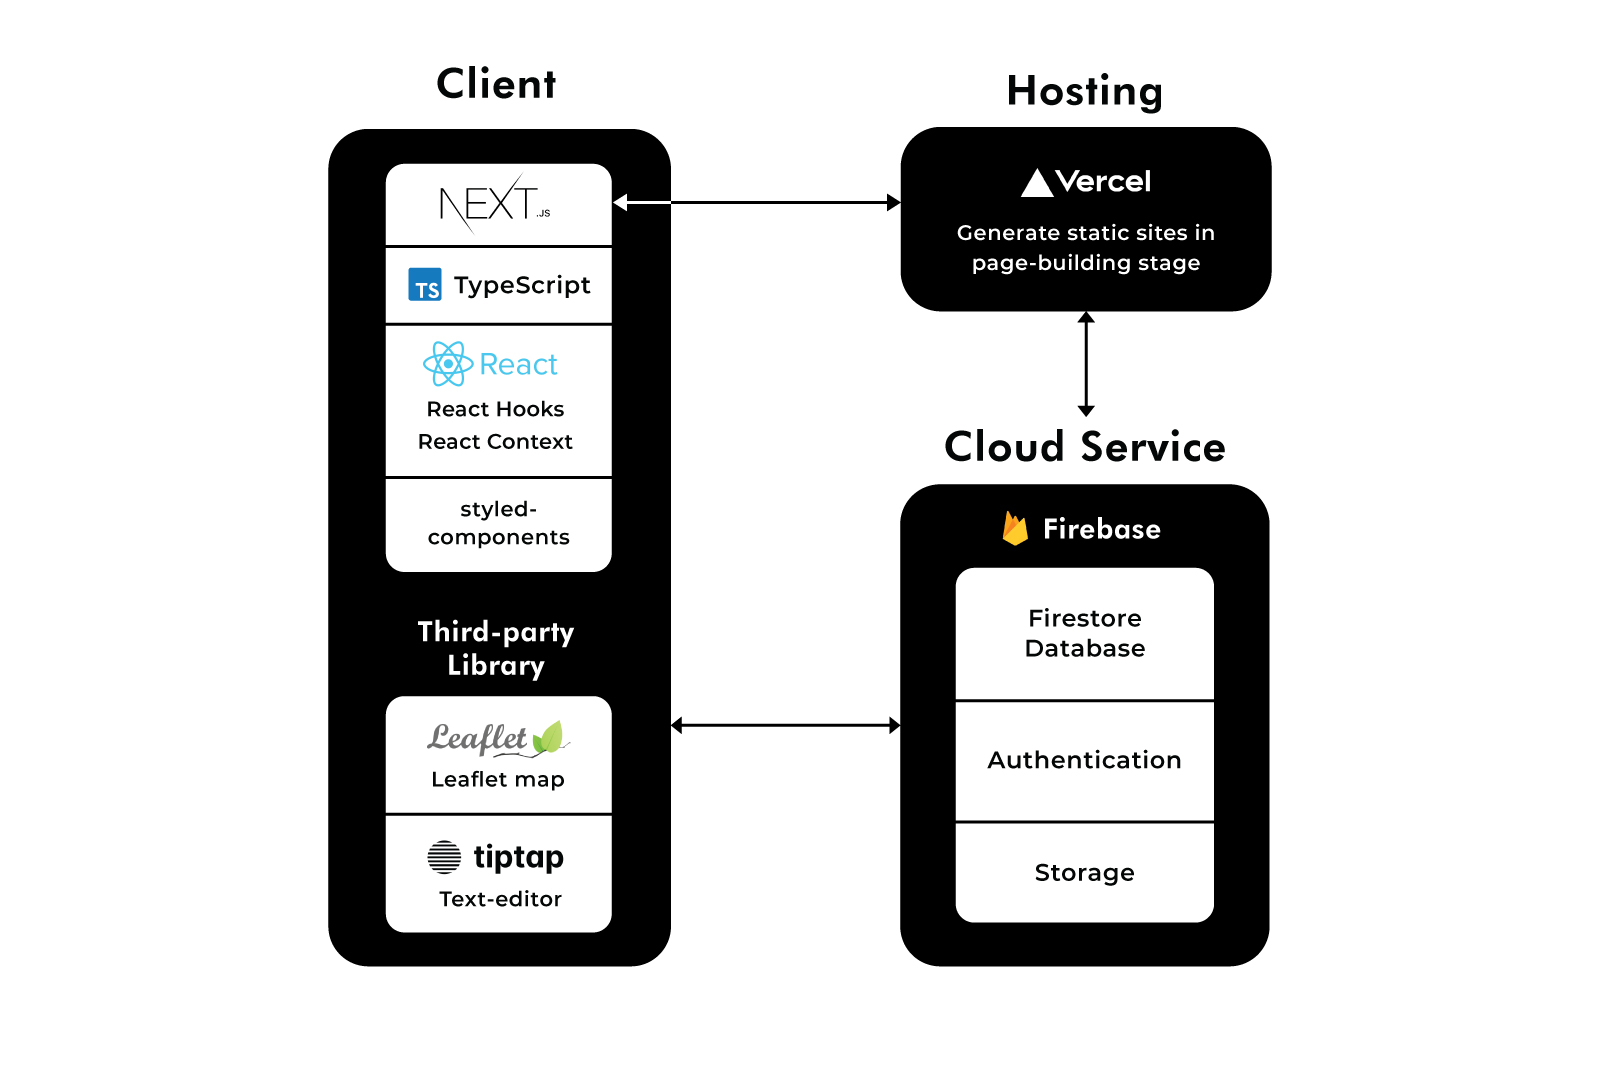 Client
NEXT.JS
TS TypeScript
React
React Hooks
React Context
styled-
components
Third-party
Library
Leaflet
Leaflet map
tiptap
Text-editor
Hosting
Vercel
Generate static sites in
page-building stage
Cloud Service
Firebase
Firestore
Database
Authentication
Storage